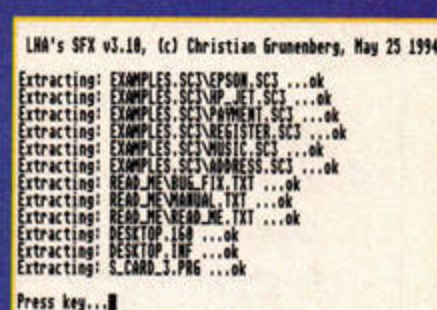 LHA's SFX v3.10, (c) Christian Grunenberg, May 25 1994
Extracting: EXAMPLES.SC3\EPSON.SC3 ...ok
Extracting: EXAMPLES.SC3\HP_JET.SC3 ...ok
Extracting: EXAMPLES.SC3\PAYMENT.SC3 ...ok
Extracting: EXAMPLES.SC3\REGISTER.SC3 ...ok
Extracting: EXAMPLES.SC3\MUSIC.SC3 ...ok
Extracting: EXAMPLES.SC3\ADDRESS.SC3 ...ok
Extracting: READ_ME\BUG_FIX.TXT ...ok
Extracting: READ_ME\MANUAL.TXT ...ok
Extracting: READ_ME\READ_ME.TXT ...ok
Extracting: DESKTOP.160 ...ok
Extracting: DESKTOP.INF ...ok
Extracting: S_CARD_3.PRG ...ok
Press key...